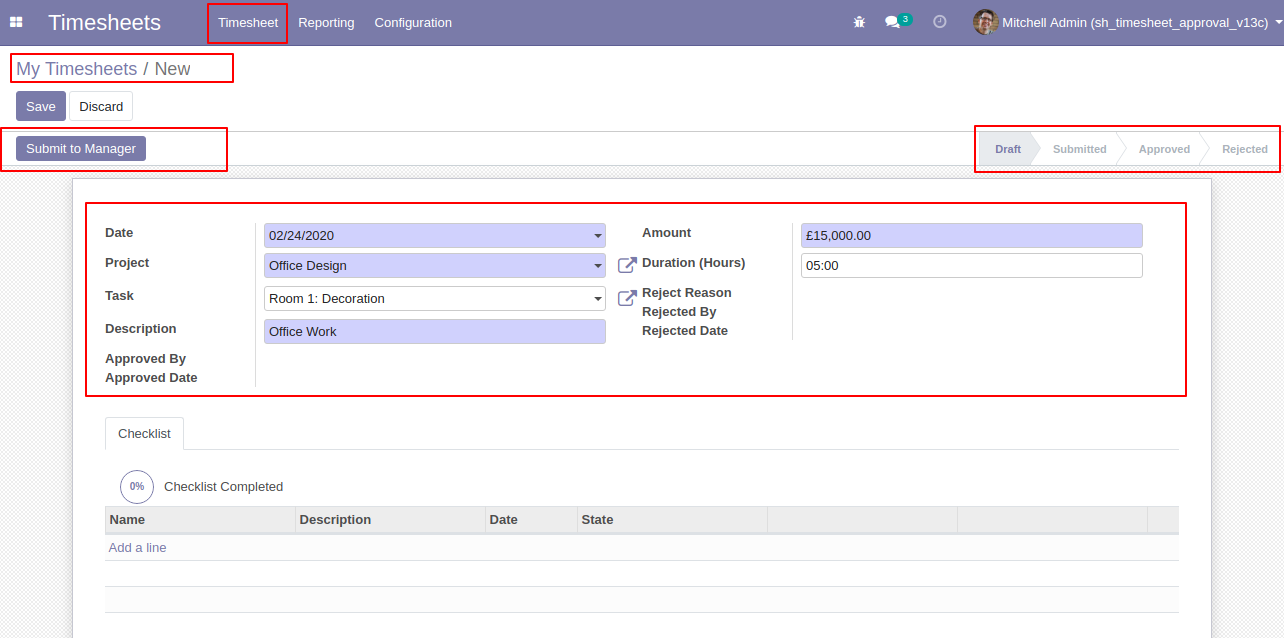 Timesheets Timesheet Reporting Configuration 3 Mitchell Admin (sh_timesheet_approval_v13c)
My Timesheets / New
Save Discard
Submit to Manager Draft Submitted Approved Rejected
Date 02/24/2020 Amount £15,000.00
Project Office Design Duration (Hours) 05:00
Task Room 1: Decoration Reject Reason
Rejected By
Description Office Work Rejected Date
Approved By
Approved Date
Checklist
0% Checklist Completed
Name Description Date State
Add a line